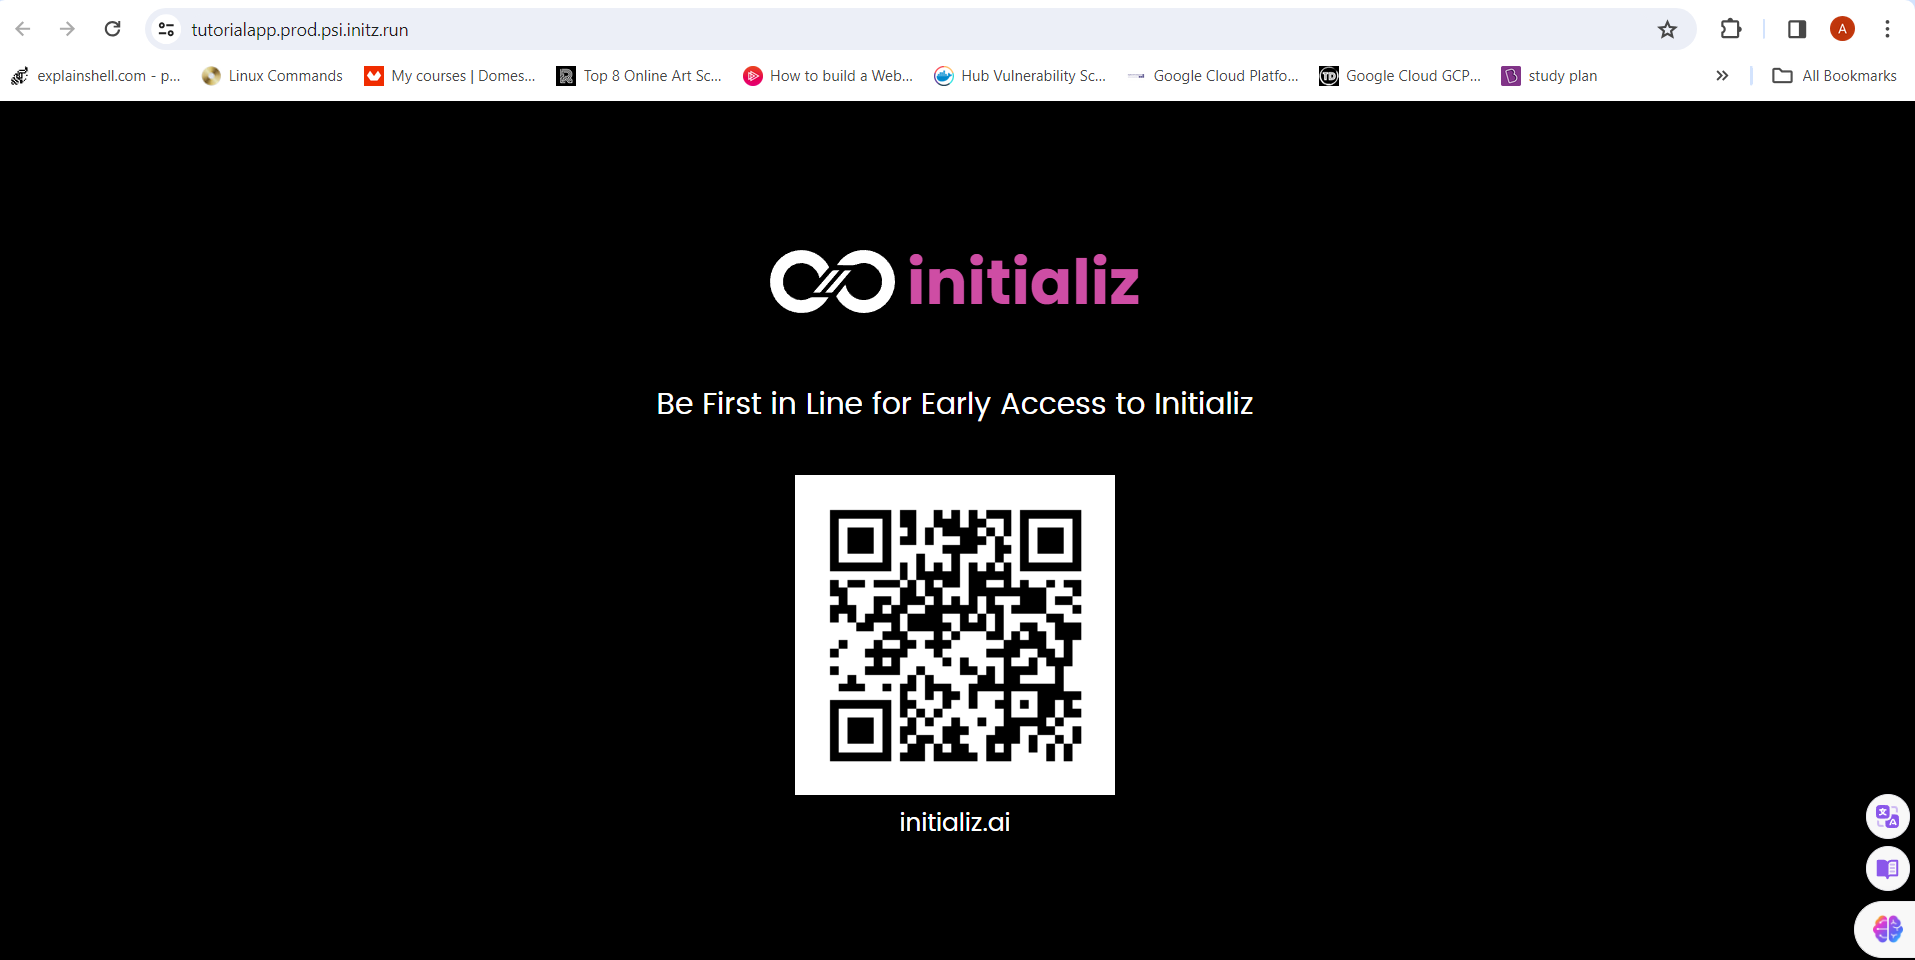 tutorialapp.prod.psi.initz.run
A
explainshell.com - p... Linux Commands My courses | Domes... Top 8 Online Art Sc... How to build a Web... Hub Vulnerability Sc... Google Cloud Platfo... TD Google Cloud GCP... study plan » All Bookmarks
initializ
Be First in Line for Early Access to Initializ
initializ.ai